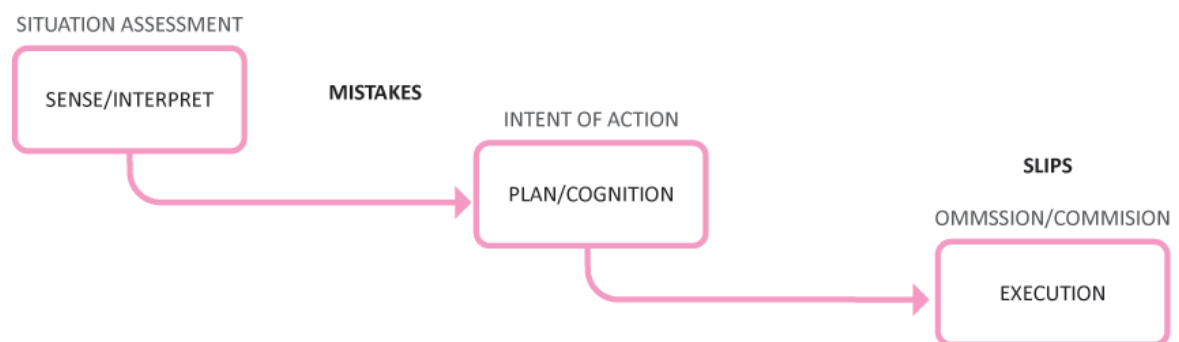 SITUATION ASSESSMENT
SENSE/INTERPRET
MISTAKES
INTENT OF ACTION
PLAN/COGNITION
SLIPS
OMMSSION/COMMISION
EXECUTION